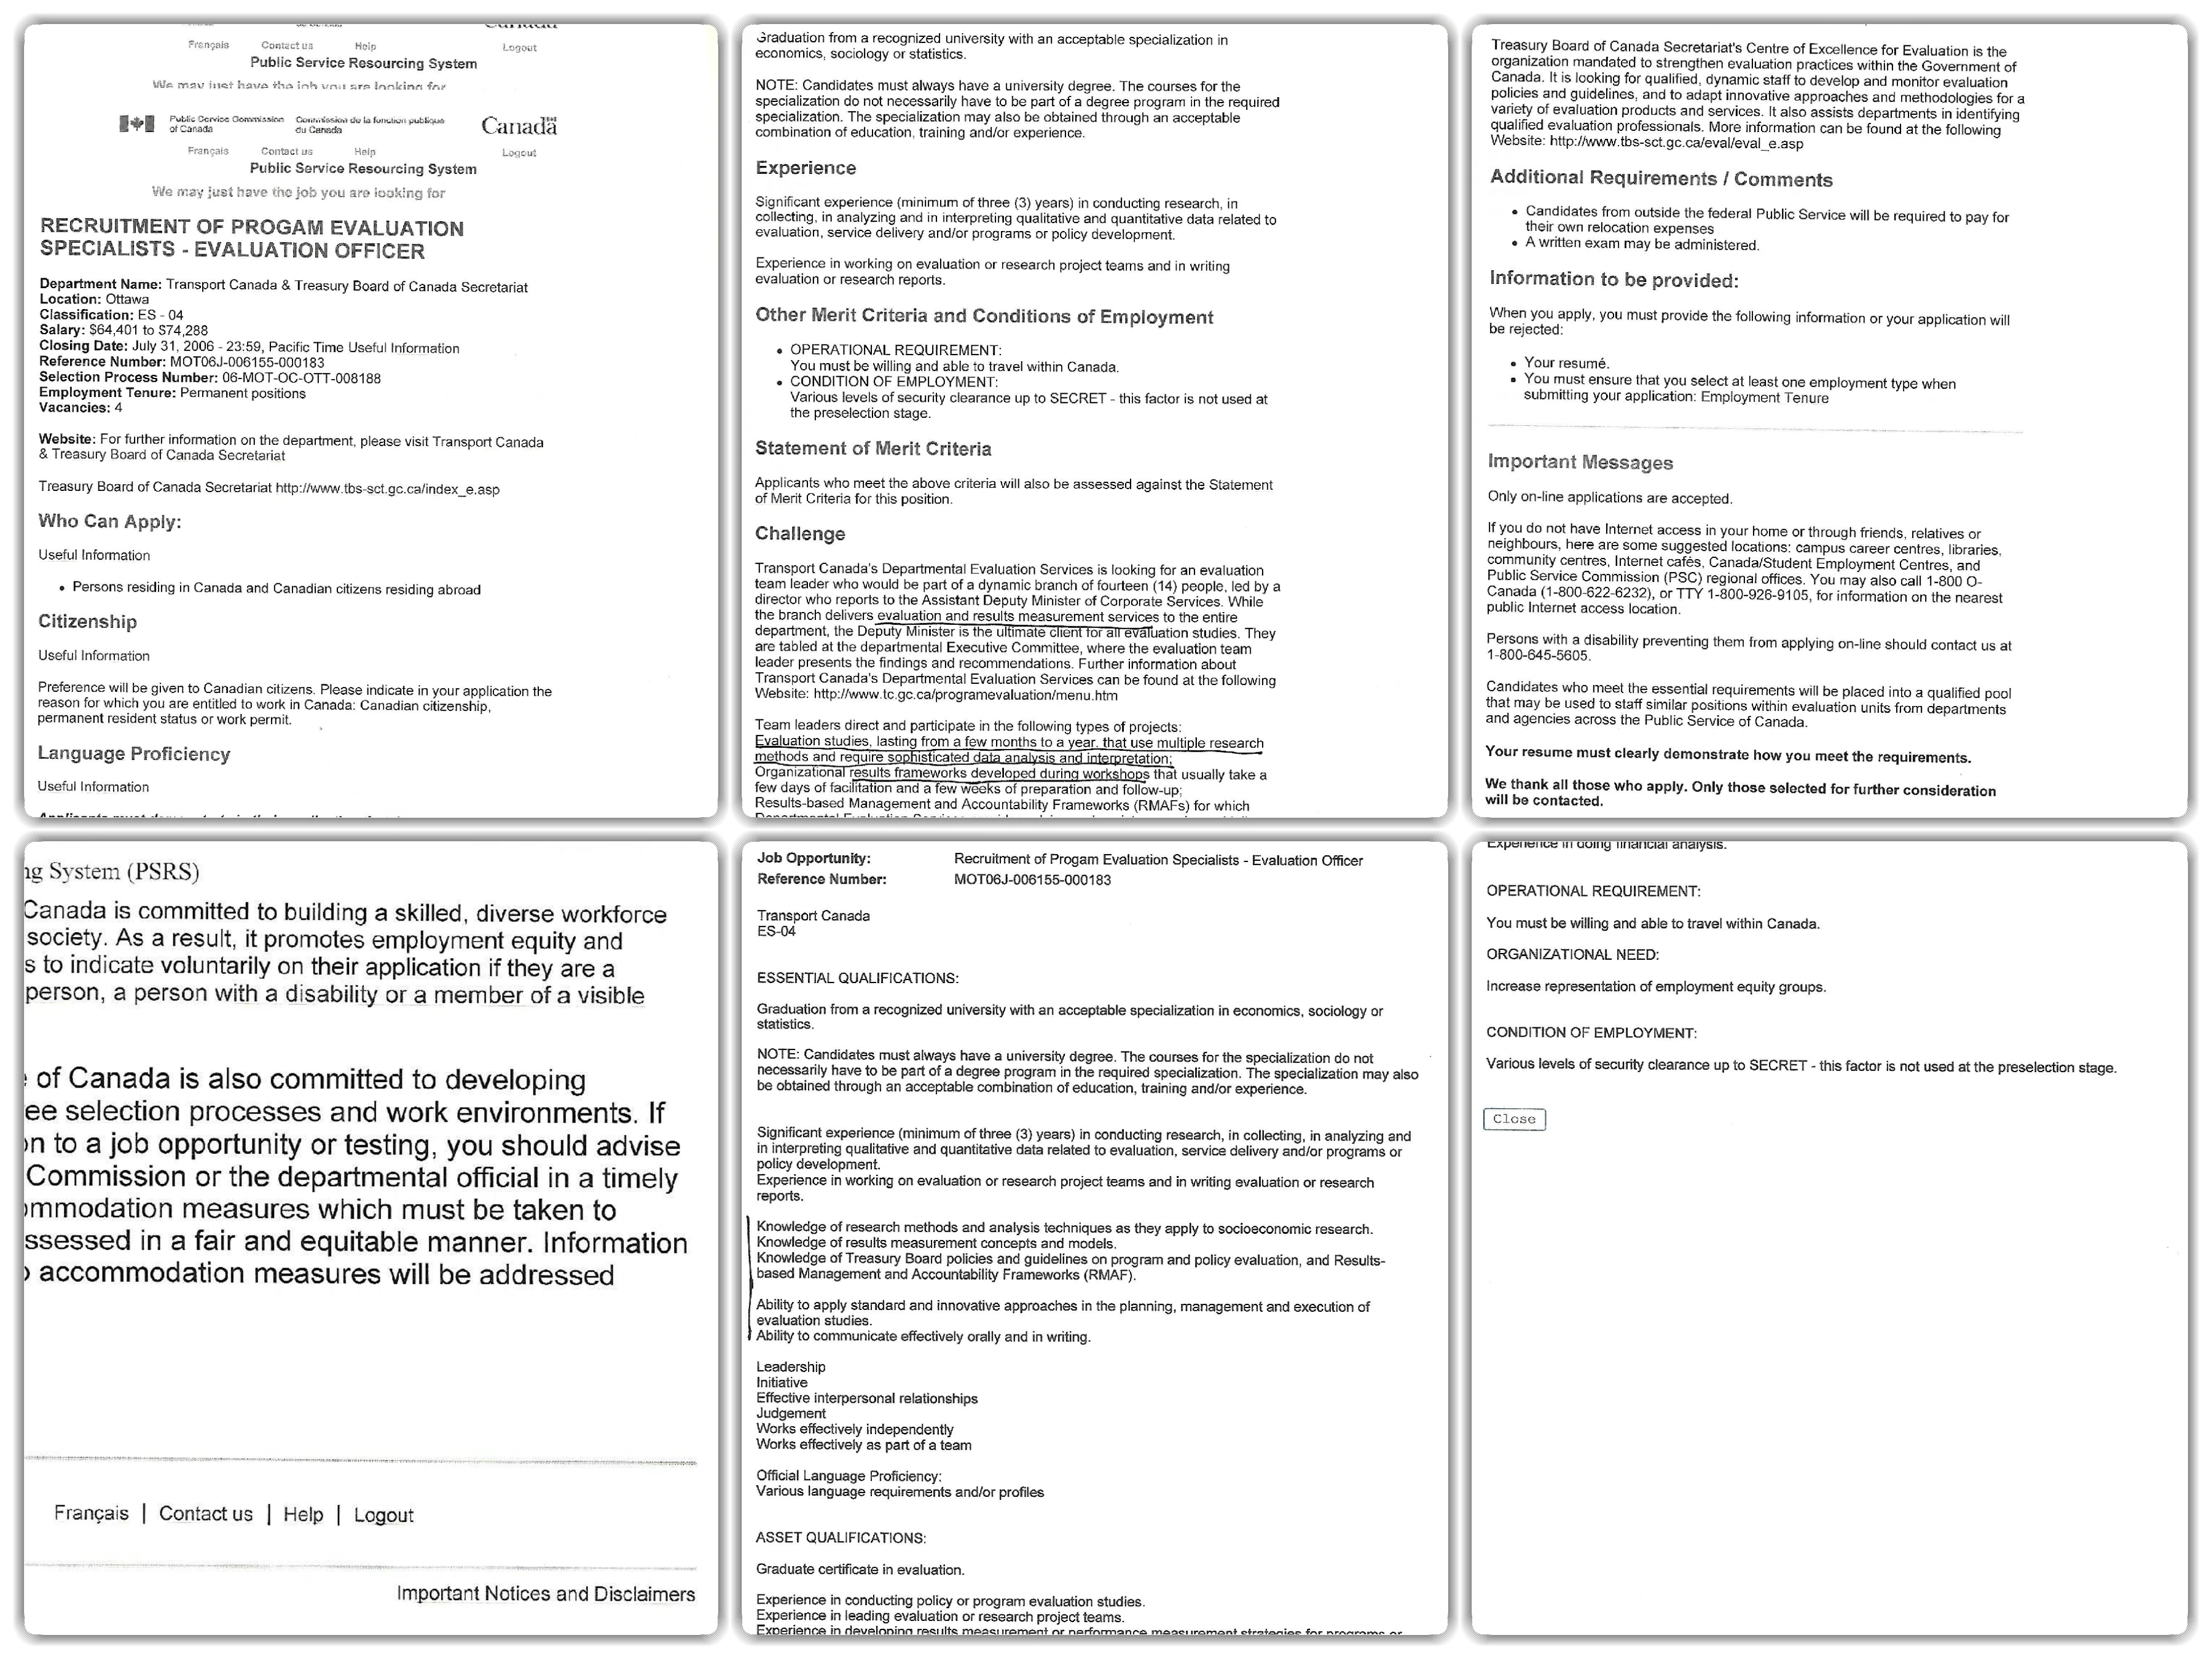 Canada
Français Contact us Help Logout
Public Service Resourcing System
We may just have the job you are looking for
Public Service Commission of Canada
Commission de la fonction publique du Canada
Canada
Français Contact us Help Logout
Public Service Resourcing System
We may just have the job you are looking for
RECRUITMENT OF PROGAM EVALUATION
SPECIALISTS - EVALUATION OFFICER
Department Name: Transport Canada & Treasury Board of Canada Secretariat
Location: Ottawa
Classification: ES - 04
Salary: $64,401 to $74,288
Closing Date: July 31, 2006 - 23:59, Pacific Time Useful Information
Reference Number: MOT06J-006155-000183
Selection Process Number: 06-MOT-OC-OTT-008188
Employment Tenure: Permanent positions
Vacancies: 4
Website: For further information on the department, please visit Transport Canada
& Treasury Board of Canada Secretariat
Treasury Board of Canada Secretariat http://www.tbs-sct.gc.ca/index_e.asp
Who Can Apply:
Useful Information
• Persons residing in Canada and Canadian citizens residing abroad
Citizenship
Useful Information
Preference will be given to Canadian citizens. Please indicate in your application the
reason for which you are entitled to work in Canada: Canadian citizenship,
permanent resident status or work permit.
Language Proficiency
Useful Information
Graduation from a recognized university with an acceptable specialization in
economics, sociology or statistics.
NOTE: Candidates must always have a university degree. The courses for the
specialization do not necessarily have to be part of a degree program in the required
specialization. The specialization may also be obtained through an acceptable
combination of education, training and/or experience.
Experience
Significant experience (minimum of three (3) years) in conducting research, in
collecting, in analyzing and in interpreting qualitative and quantitative data related to
evaluation, service delivery and/or programs or policy development.
Experience in working on evaluation or research project teams and in writing
evaluation or research reports.
Other Merit Criteria and Conditions of Employment
• OPERATIONAL REQUIREMENT:
You must be willing and able to travel within Canada.
• CONDITION OF EMPLOYMENT:
Various levels of security clearance up to SECRET - this factor is not used at
the preselection stage.
Statement of Merit Criteria
Applicants who meet the above criteria will also be assessed against the Statement
of Merit Criteria for this position.
Challenge
Transport Canada's Departmental Evaluation Services is looking for an evaluation
team leader who would be part of a dynamic branch of fourteen (14) people, led by a
director who reports to the Assistant Deputy Minister of Corporate Services. While
the branch delivers evaluation and results measurement services to the entire
department, the Deputy Minister is the ultimate client for all evaluation studies. They
are tabled at the departmental Executive Committee, where the evaluation team
leader presents the findings and recommendations. Further information about
Transport Canada's Departmental Evaluation Services can be found at the following
Website: http://www.tc.gc.ca/programevaluation/menu.htm
Team leaders direct and participate in the following types of projects:
Evaluation studies, lasting from a few months to a year, that use multiple research
methods and require sophisticated data analysis and interpretation;
Organizational results frameworks developed during workshops that usually take a
few days of facilitation and a few weeks of preparation and follow-up;
Results-based Management and Accountability Frameworks (RMAFs) for which
Treasury Board of Canada Secretariat's Centre of Excellence for Evaluation is the
organization mandated to strengthen evaluation practices within the Government of
Canada. It is looking for qualified, dynamic staff to develop and monitor evaluation
policies and guidelines, and to adapt innovative approaches and methodologies for a
variety of evaluation products and services. It also assists departments in identifying
qualified evaluation professionals. More information can be found at the following
Website: http://www.tbs-sct.gc.ca/eval/eval_e.asp
Additional Requirements / Comments
• Candidates from outside the federal Public Service will be required to pay for
their own relocation expenses
• A written exam may be administered.
Information to be provided:
When you apply, you must provide the following information or your application will
be rejected:
• Your resumé.
• You must ensure that you select at least one employment type when
submitting your application: Employment Tenure
Important Messages
Only on-line applications are accepted.
If you do not have Internet access in your home or through friends, relatives or
neighbours, here are some suggested locations: campus career centres, libraries,
community centres, Internet cafés, Canada/Student Employment Centres, and
Public Service Commission (PSC) regional offices. You may also call 1-800 O-
Canada (1-800-622-6232), or TTY 1-800-926-9105, for information on the nearest
public Internet access location.
Persons with a disability preventing them from applying on-line should contact us at
1-800-645-5605.
Candidates who meet the essential requirements will be placed into a qualified pool
that may be used to staff similar positions within evaluation units from departments
and agencies across the Public Service of Canada.
Your resume must clearly demonstrate how you meet the requirements.
We thank all those who apply. Only those selected for further consideration
will be contacted.
ng System (PSRS)
Canada is committed to building a skilled, diverse workforce
society. As a result, it promotes employment equity and
s to indicate voluntarily on their application if they are a
person, a person with a disability or a member of a visible
of Canada is also committed to developing
ee selection processes and work environments. If
on to a job opportunity or testing, you should advise
Commission or the departmental official in a timely
ommodation measures which must be taken to
ssessed in a fair and equitable manner. Information
accommodation measures will be addressed
Français | Contact us | Help | Logout
Important Notices and Disclaimers
Job Opportunity: Recruitment of Progam Evaluation Specialists - Evaluation Officer
Reference Number: MOT06J-006155-000183
Transport Canada
ES-04
ESSENTIAL QUALIFICATIONS:
Graduation from a recognized university with an acceptable specialization in economics, sociology or
statistics.
NOTE: Candidates must always have a university degree. The courses for the specialization do not
necessarily have to be part of a degree program in the required specialization. The specialization may also
be obtained through an acceptable combination of education, training and/or experience.
Significant experience (minimum of three (3) years) in conducting research, in collecting, in analyzing and
in interpreting qualitative and quantitative data related to evaluation, service delivery and/or programs or
policy development.
Experience in working on evaluation or research project teams and in writing evaluation or research
reports.
Knowledge of research methods and analysis techniques as they apply to socioeconomic research.
Knowledge of results measurement concepts and models.
Knowledge of Treasury Board policies and guidelines on program and policy evaluation, and Results-
based Management and Accountability Frameworks (RMAF).
Ability to apply standard and innovative approaches in the planning, management and execution of
evaluation studies.
Ability to communicate effectively orally and in writing.
Leadership
Initiative
Effective interpersonal relationships
Judgement
Works effectively independently
Works effectively as part of a team
Official Language Proficiency:
Various language requirements and/or profiles
ASSET QUALIFICATIONS:
Graduate certificate in evaluation.
Experience in conducting policy or program evaluation studies.
Experience in leading evaluation or research project teams.
Experience in developing results measurement or performance measurement strategies for programs or
Experience in doing financial analysis.
OPERATIONAL REQUIREMENT:
You must be willing and able to travel within Canada.
ORGANIZATIONAL NEED:
Increase representation of employment equity groups.
CONDITION OF EMPLOYMENT:
Various levels of security clearance up to SECRET - this factor is not used at the preselection stage.
Close